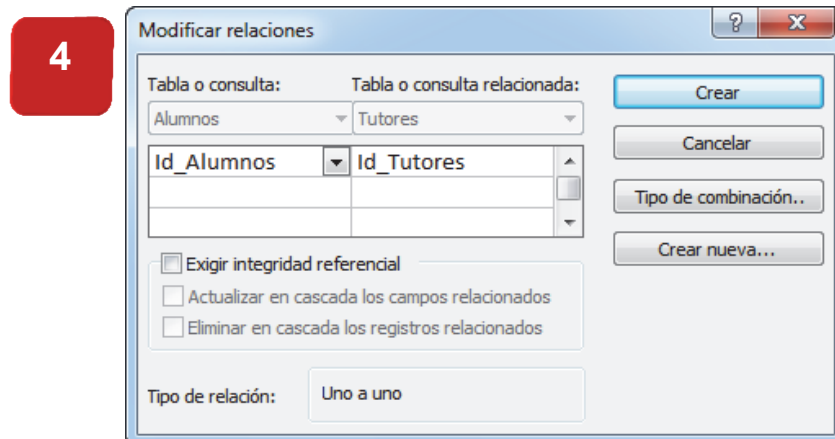 4
Modificar relaciones
Tabla o consulta: Tabla o consulta relacionada:
Alumnos Tutores
Id_Alumnos Id_Tutores
Exigir integridad referencial
Actualizar en cascada los campos relacionados
Eliminar en cascada los registros relacionados
Tipo de relación: Uno a uno
Crear
Cancelar
Tipo de combinación..
Crear nueva...